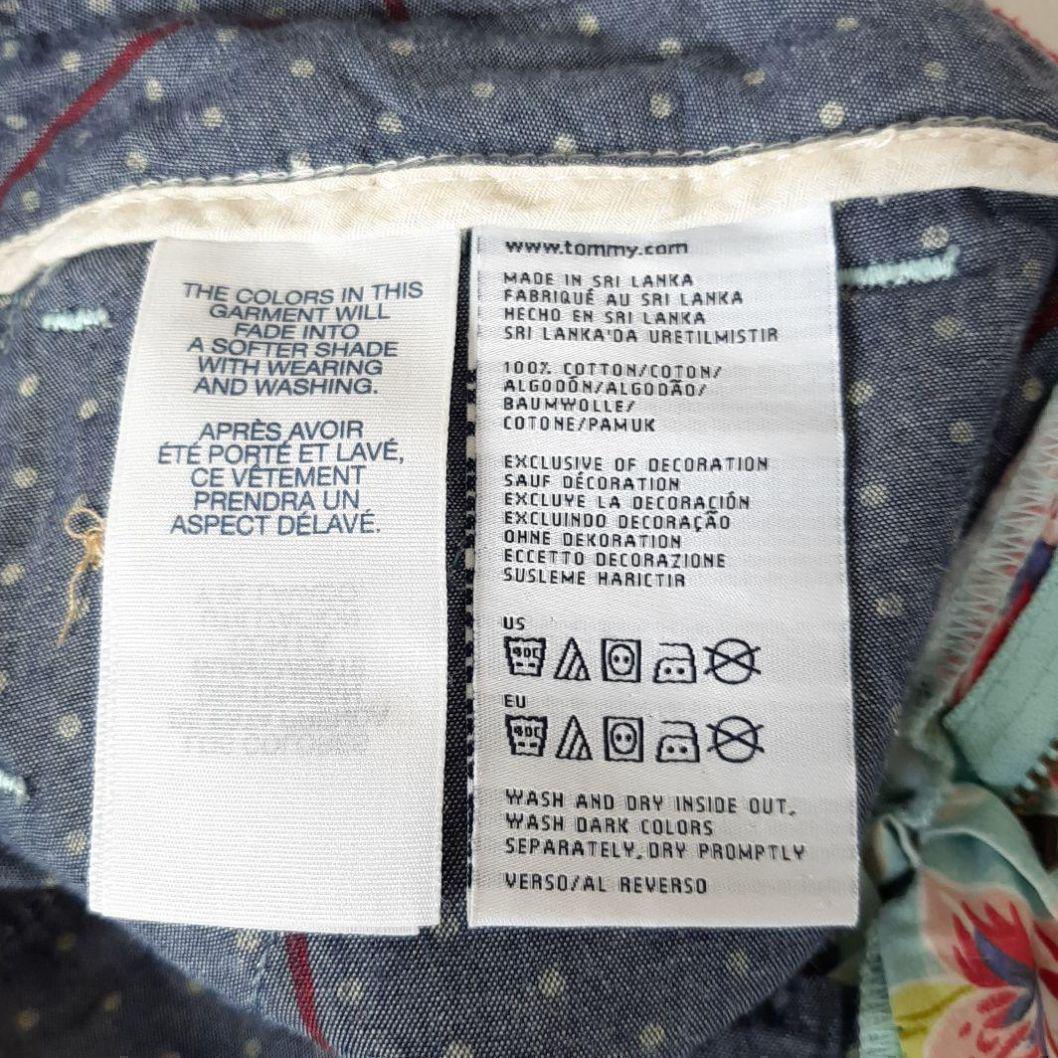 THE COLORS IN THIS
GARMENT WILL
FADE INTO
A SOFTER SHADE
WITH WEARING
AND WASHING.
APRÈS AVOIR
ÉTÉ PORTÉ ET LAVÉ,
CE VÊTEMENT
PRENDRA UN
ASPECT DÉLAVÉ.
www.tommy.com
MADE IN SRI LANKA
FABRIQUÉ AU SRI LANKA
HECHO EN SRI LANKA
SRI LANKA'DA URETILMISTIR
100% COTTON/COTON/
ALGODÓN/ALGODÃO/
BAUMWOLLE/
COTONE/PAMUK
EXCLUSIVE OF DECORATION
SAUF DÉCORATION
EXCLUYE LA DECORACIÓN
EXCLUINDO DECORAÇÃO
OHNE DEKORATION
ECCETTO DECORAZIONE
SUSLEME HARICTIR
US
40C
EU
40C
WASH AND DRY INSIDE OUT.
WASH DARK COLORS
SEPARATELY. DRY PROMPTLY
VERSO/AL REVERSO